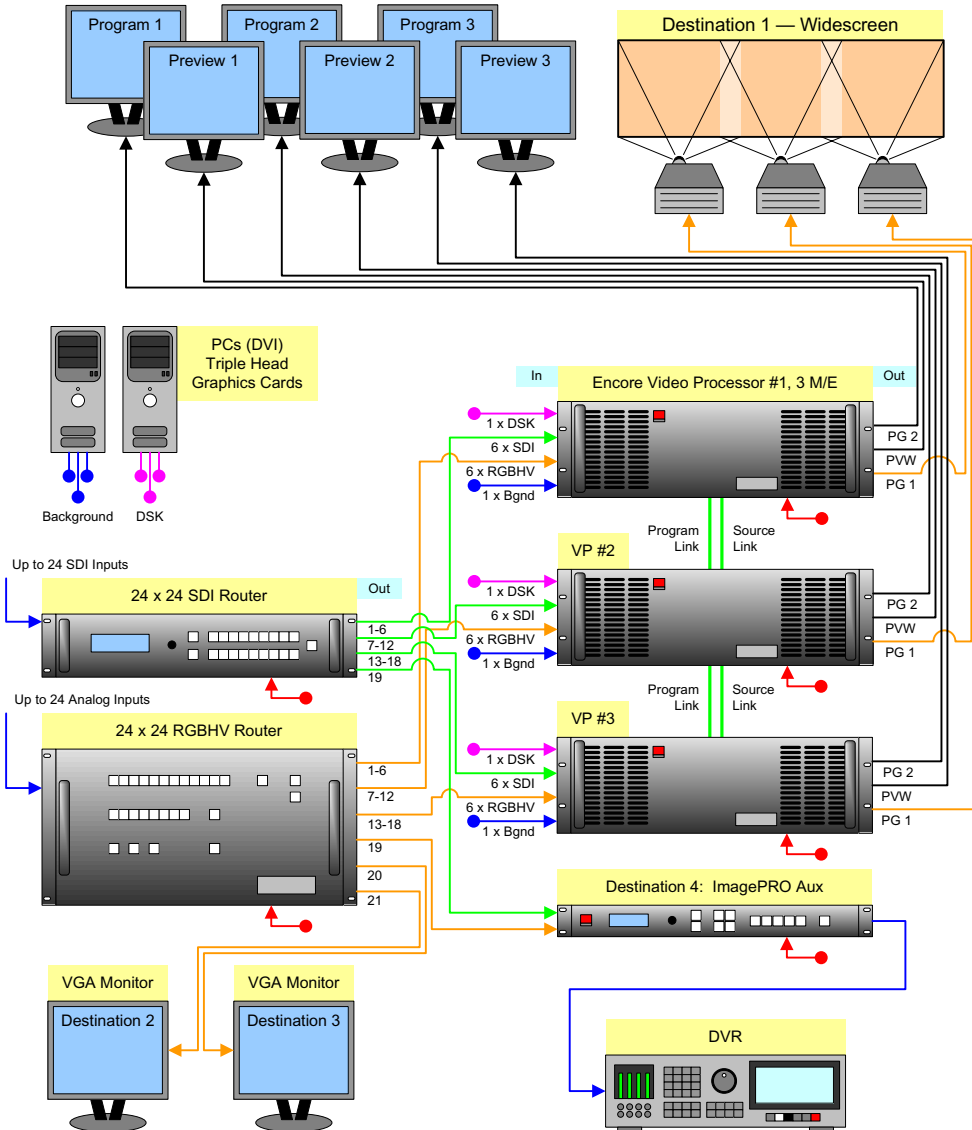 Program 1
Program 2
Program 3
Preview 1
Preview 2
Preview 3
Destination 1 — Widescreen
PCs (DVI)
Triple Head
Graphics Cards
Background
DSK
In
Encore Video Processor #1, 3 M/E
Out
1 x DSK
6 x SDI
6 x RGBHV
1 x Bgnd
PG 2
PVW
PG 1
Program
Link
Source
Link
VP #2
1 x DSK
6 x SDI
6 x RGBHV
1 x Bgnd
PG 2
PVW
PG 1
Program
Link
Source
Link
VP #3
1 x DSK
6 x SDI
6 x RGBHV
1 x Bgnd
PG 2
PVW
PG 1
Up to 24 SDI Inputs
24 x 24 SDI Router
Out
1-6
7-12
13-18
19
Up to 24 Analog Inputs
24 x 24 RGBHV Router
1-6
7-12
13-18
19
20
21
Destination 4: ImagePRO Aux
VGA Monitor
VGA Monitor
Destination 2
Destination 3
DVR